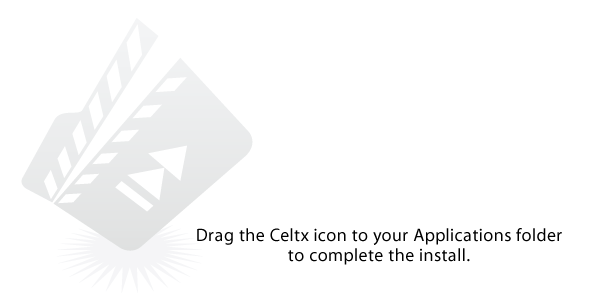 Drag the Celtx icon to your Applications folder
to complete the install.